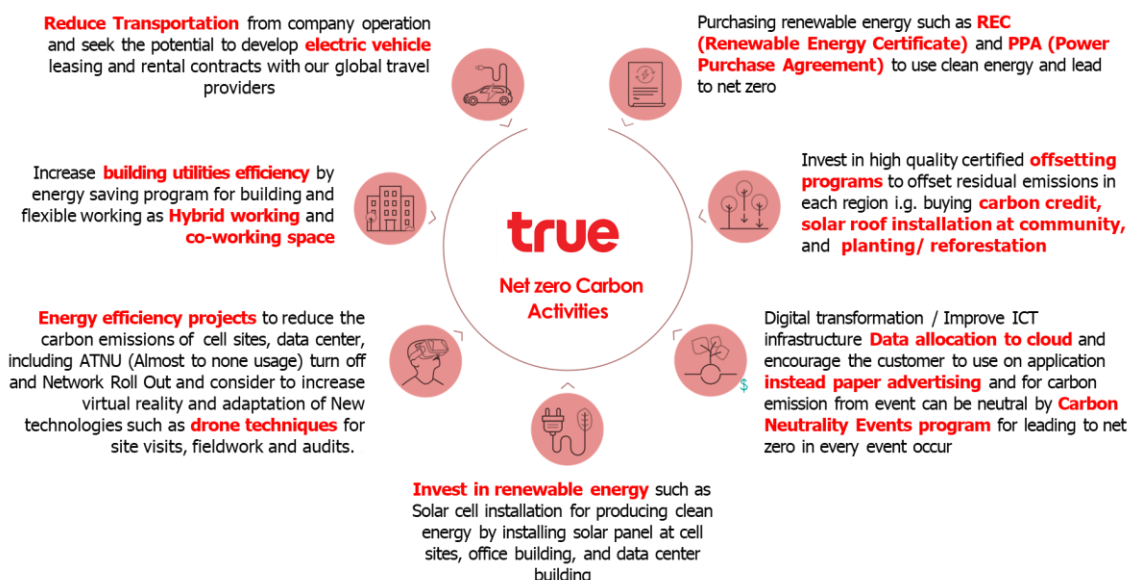 Reduce Transportation from company operation
and seek the potential to develop electric vehicle
leasing and rental contracts with our global travel
providers
Purchasing renewable energy such as REC
(Renewable Energy Certificate) and PPA (Power
Purchase Agreement) to use clean energy and lead
to net zero
Increase building utilities efficiency by
energy saving program for building and
flexible working as Hybrid working and
co-working space
Invest in high quality certified offsetting
programs to offset residual emissions in
each region i.g. buying carbon credit,
solar roof installation at community,
and planting/ reforestation
true
Net zero Carbon
Activities
Energy efficiency projects to reduce the
carbon emissions of cell sites, data center,
including ATNU (Almost to none usage) turn off
and Network Roll Out and consider to increase
virtual reality and adaptation of New
technologies such as drone techniques for
site visits, fieldwork and audits.
Digital transformation / Improve ICT
infrastructure Data allocation to cloud and
encourage the customer to use on application
instead paper advertising and for carbon
emission from event can be neutral by Carbon
Neutrality Events program for leading to net
zero in every event occur
$
Invest in renewable energy such as
Solar cell installation for producing clean
energy by installing solar panel at cell
sites, office building, and data center
building